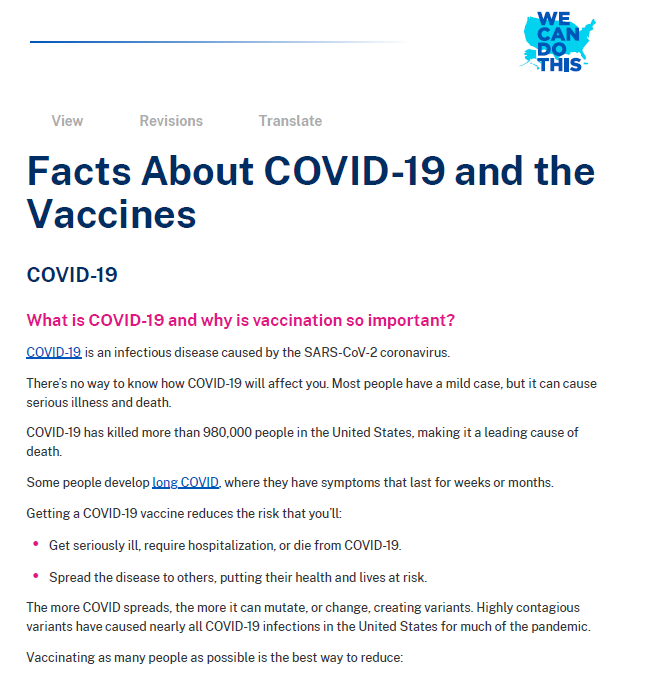 WE
CAN
DO
THIS
View Revisions Translate
Facts About COVID-19 and the
Vaccines
COVID-19
What is COVID-19 and why is vaccination so important?
COVID-19 is an infectious disease caused by the SARS-CoV-2 coronavirus.
There's no way to know how COVID-19 will affect you. Most people have a mild case, but it can cause
serious illness and death.
COVID-19 has killed more than 980,000 people in the United States, making it a leading cause of
death.
Some people develop long COVID, where they have symptoms that last for weeks or months.
Getting a COVID-19 vaccine reduces the risk that you'll:
• Get seriously ill, require hospitalization, or die from COVID-19.
• Spread the disease to others, putting their health and lives at risk.
The more COVID spreads, the more it can mutate, or change, creating variants. Highly contagious
variants have caused nearly all COVID-19 infections in the United States for much of the pandemic.
Vaccinating as many people as possible is the best way to reduce: